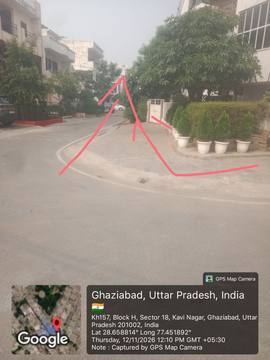 GPS Map Camera
Ghaziabad, Uttar Pradesh, India
Kh157, Block H, Sector 18, Kavi Nagar, Ghaziabad, Uttar
Pradesh 201002, India
Lat 28.658814° Long 77.451892°
Thursday, 12/11/2026 12:10 PM GMT +05:30
Note : Captured by GPS Map Camera
Google